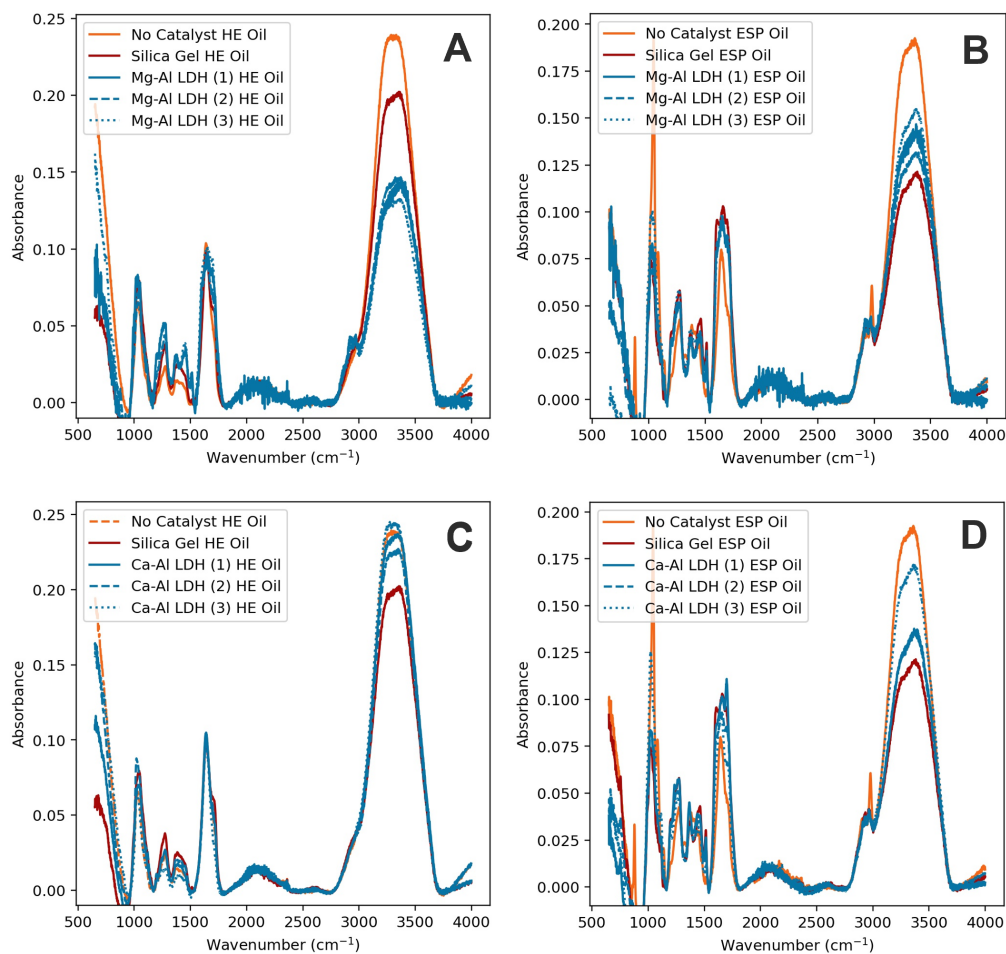 A
No Catalyst HE Oil
Silica Gel HE Oil
Mg-Al LDH (1) HE Oil
Mg-Al LDH (2) HE Oil
Mg-Al LDH (3) HE Oil
0.25
0.20
0.15
0.10
0.05
0.00
Absorbance
500 1000 1500 2000 2500 3000 3500 4000
Wavenumber (cm⁻¹)
B
No Catalyst ESP Oil
Silica Gel ESP Oil
Mg-Al LDH (1) ESP Oil
Mg-Al LDH (2) ESP Oil
Mg-Al LDH (3) ESP Oil
0.200
0.175
0.150
0.125
0.100
0.075
0.050
0.025
0.000
Absorbance
500 1000 1500 2000 2500 3000 3500 4000
Wavenumber (cm⁻¹)
C
No Catalyst HE Oil
Silica Gel HE Oil
Ca-Al LDH (1) HE Oil
Ca-Al LDH (2) HE Oil
Ca-Al LDH (3) HE Oil
0.25
0.20
0.15
0.10
0.05
0.00
Absorbance
500 1000 1500 2000 2500 3000 3500 4000
Wavenumber (cm⁻¹)
D
No Catalyst ESP Oil
Silica Gel ESP Oil
Ca-Al LDH (1) ESP Oil
Ca-Al LDH (2) ESP Oil
Ca-Al LDH (3) ESP Oil
0.200
0.175
0.150
0.125
0.100
0.075
0.050
0.025
0.000
Absorbance
500 1000 1500 2000 2500 3000 3500 4000
Wavenumber (cm⁻¹)